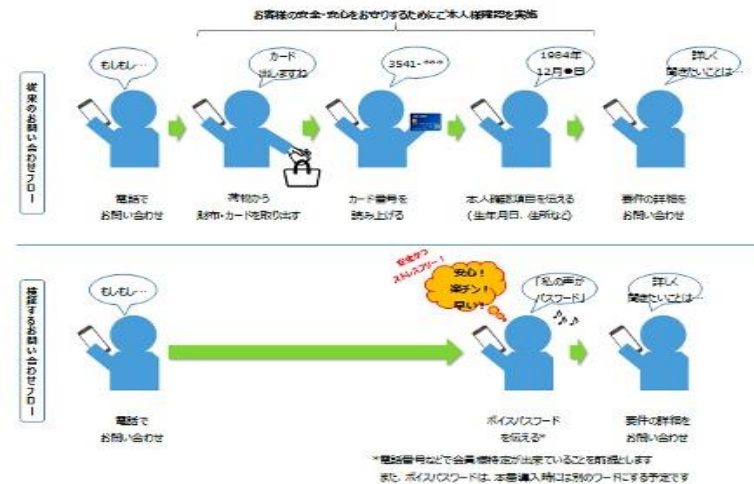 お客様の安全・安心をお守りするためにご本人様確認を実施
従来のお問い合わせフロー
もしもし…
カード
出しますね
3541-****
1984年
12月●日
詳しく
聞きたいことは…
電話で
お問い合わせ
荷物から
財布・カードを取り出す
カード番号を
読み上げる
本人確認項目を伝える
(生年月日、住所など)
要件の詳細を
お問い合わせ
検証するお問い合わせフロー
もしもし…
安全かつ
ストレスフリー！
安心！
楽チン！
早い！
「私の声が
パスワード」
詳しく
聞きたいことは…
電話で
お問い合わせ
ボイスパスワード
を伝える*
要件の詳細を
お問い合わせ
*電話番号などで会員様特定が出来ていることを前提とします
また、ボイスパスワードは、本番導入時には別のワードにする予定です